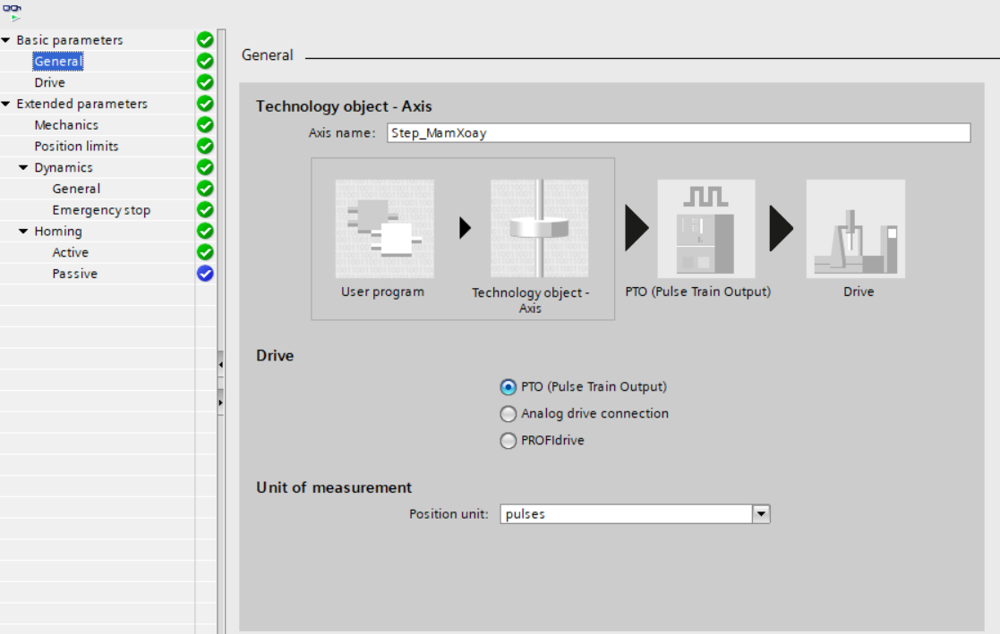 Basic parameters
General
Drive
Extended parameters
Mechanics
Position limits
Dynamics
General
Emergency stop
Homing
Active
Passive
General
Technology object - Axis
Axis name: Step_MamXoay
User program
Technology object -
Axis
PTO (Pulse Train Output)
Drive
Drive
PTO (Pulse Train Output)
Analog drive connection
PROFIdrive
Unit of measurement
Position unit: pulses